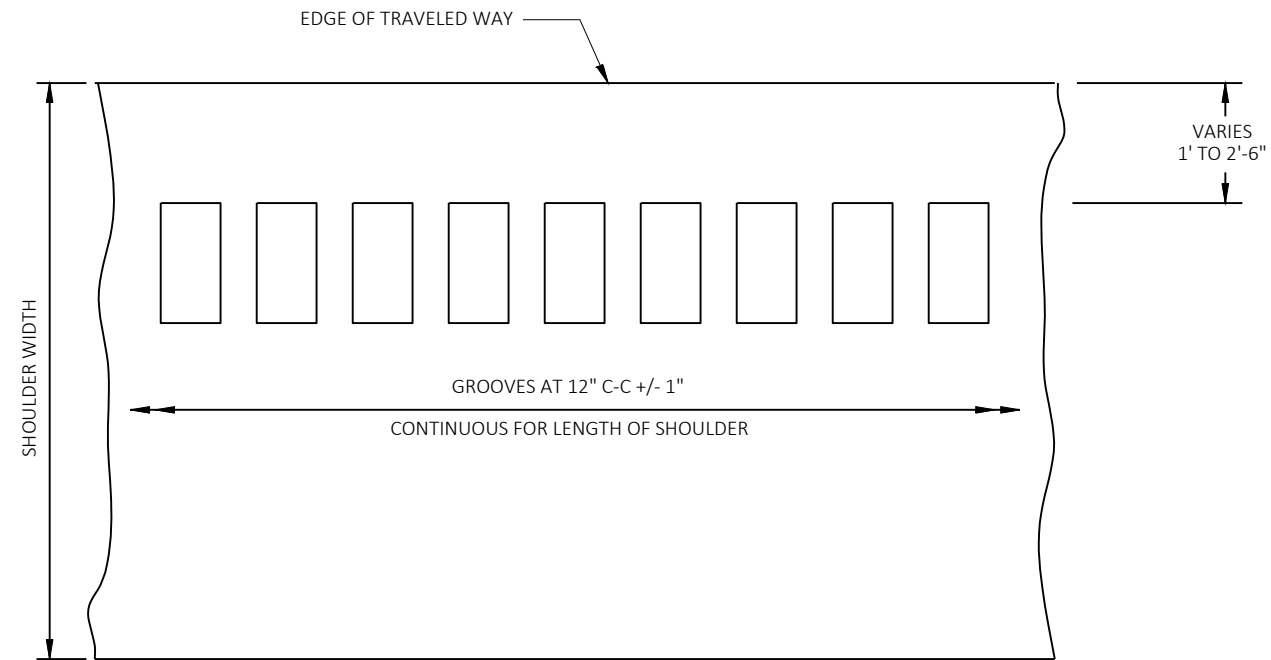 EDGE OF TRAVELED WAY
VARIES
1' TO 2'-6"
SHOULDER WIDTH
GROOVES AT 12" C-C +/- 1"
CONTINUOUS FOR LENGTH OF SHOULDER